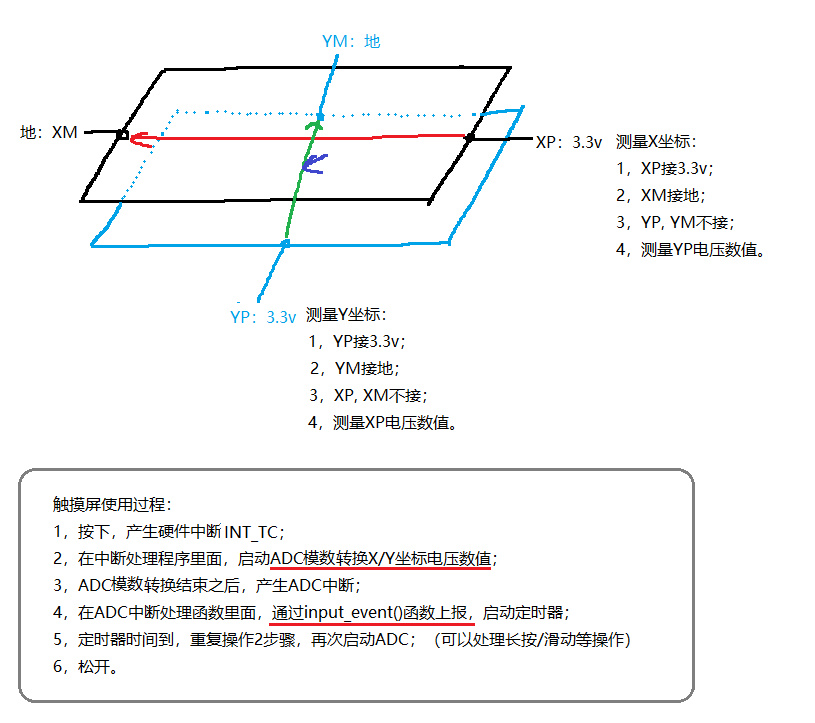 YM：地
地：XM
XP：3.3v
测量X坐标：
1，XP接3.3v；
2，XM接地；
3，YP, YM不接；
4，测量YP电压数值。
YP：3.3v
测量Y坐标：
1，YP接3.3v；
2，YM接地；
3，XP, XM不接；
4，测量XP电压数值。
触摸屏使用过程：
1，按下，产生硬件中断INT_TC；
2，在中断处理程序里面，启动ADC模数转换X/Y坐标电压数值；
3，ADC模数转换结束之后，产生ADC中断；
4，在ADC中断处理函数里面，通过input_event()函数上报，启动定时器；
5，定时器时间到，重复操作2步骤，再次启动ADC；（可以处理长按/滑动等操作）
6，松开。